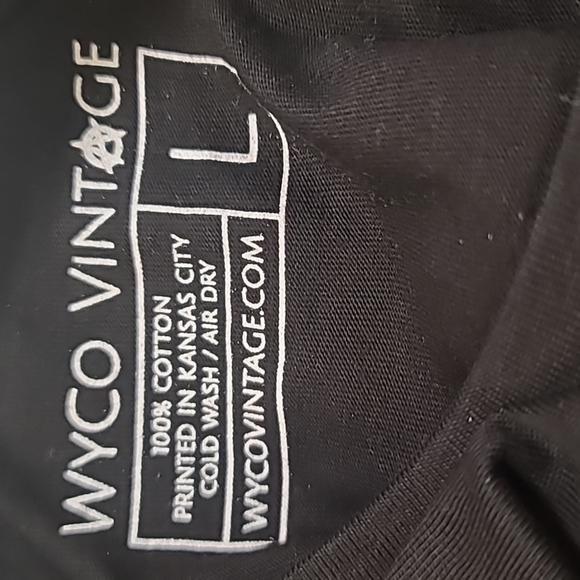 WYCO VINTAGE
100% COTTON
PRINTED IN KANSAS CITY
COLD WASH / AIR DRY
L
WYCOVINTAGE.COM